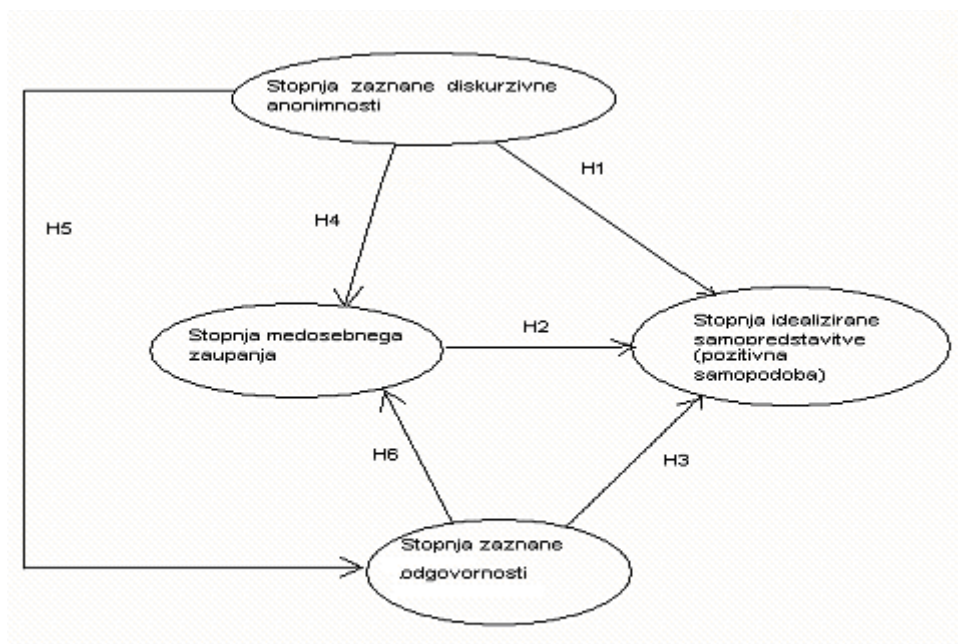 Stopnja zaznane diskurzivne
anonimnosti
H1
H4
H5
Stopnja medosebnega
zaupanja
H2
Stopnja idealizirane
samopredstavitve
(pozitivna
samopodoba)
H6
H3
Stopnja zaznane
odgovornosti